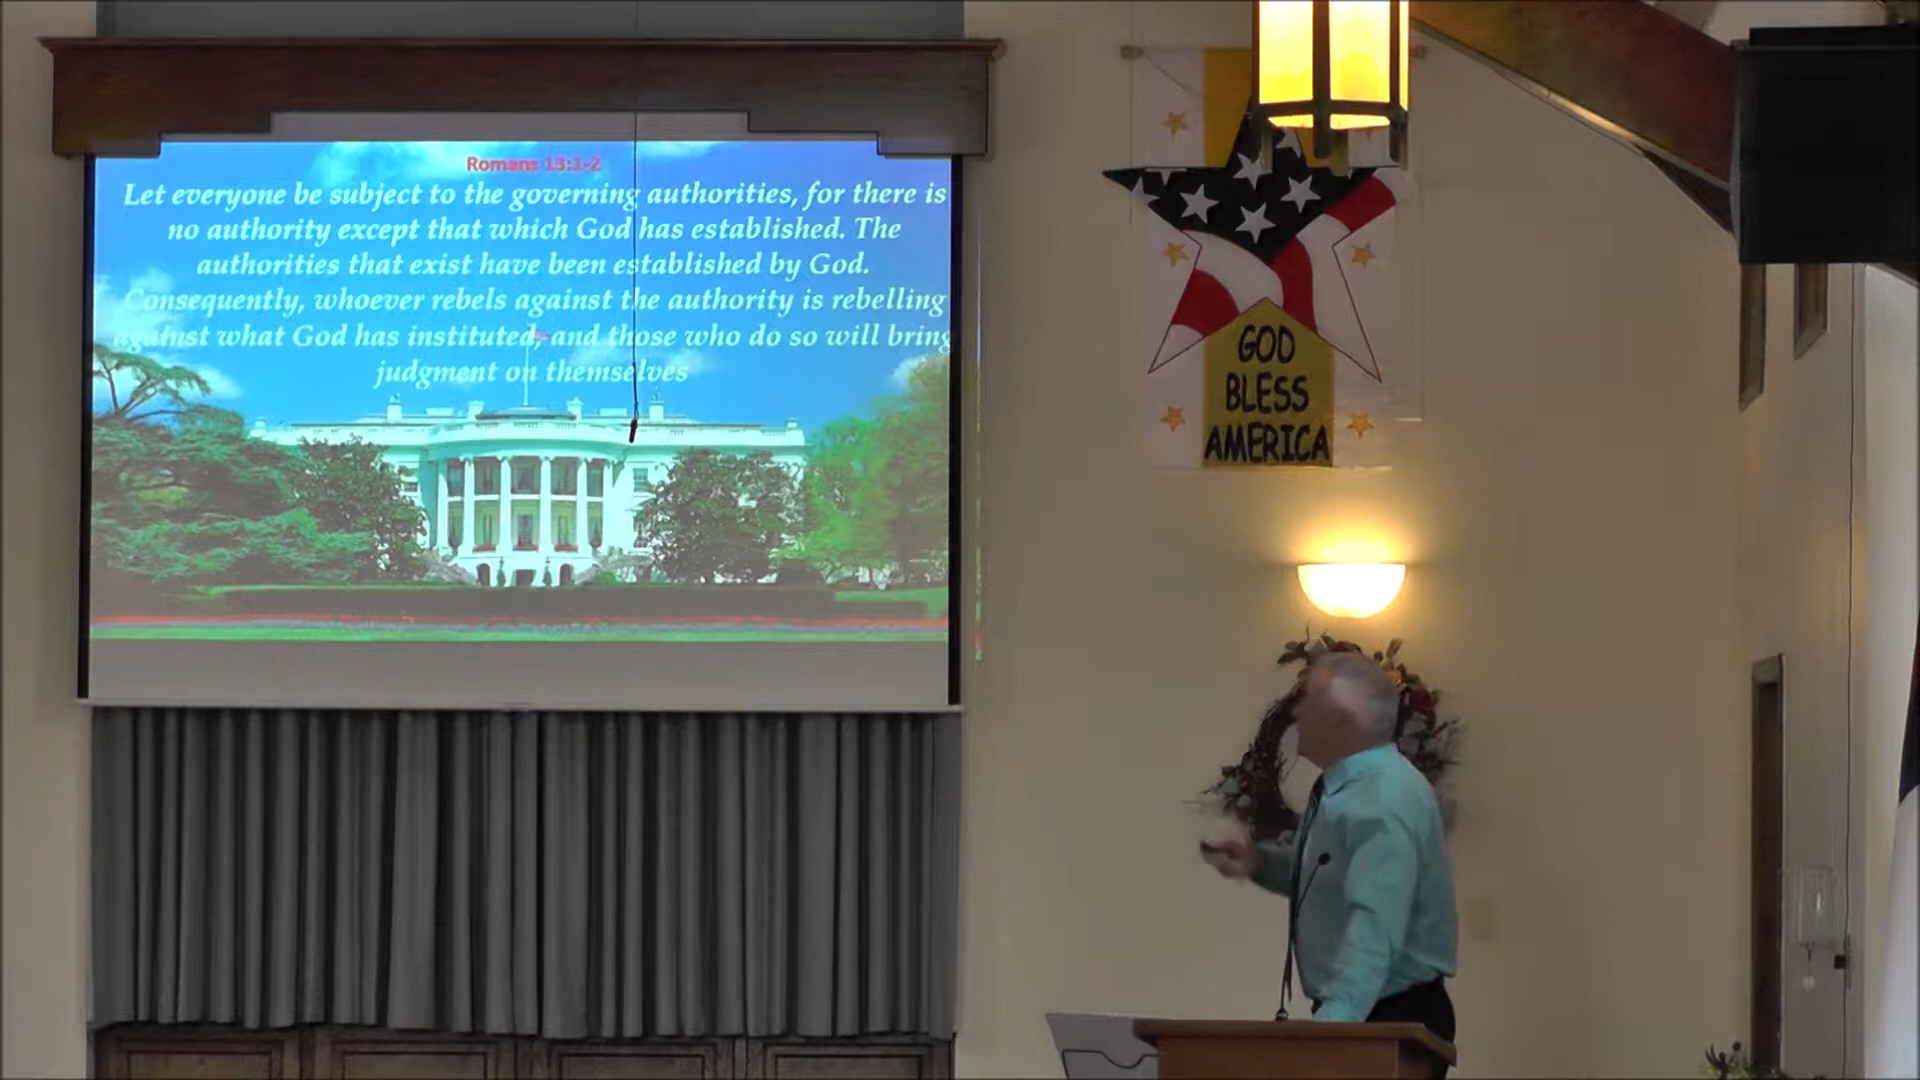 Romans 13:1-2
Let everyone be subject to the governing authorities, for there is
no authority except that which God has established. The
authorities that exist have been established by God.
Consequently, whoever rebels against the authority is rebelling
against what God has instituted, and those who do so will bring
judgment on themselves
GOD
BLESS
AMERICA